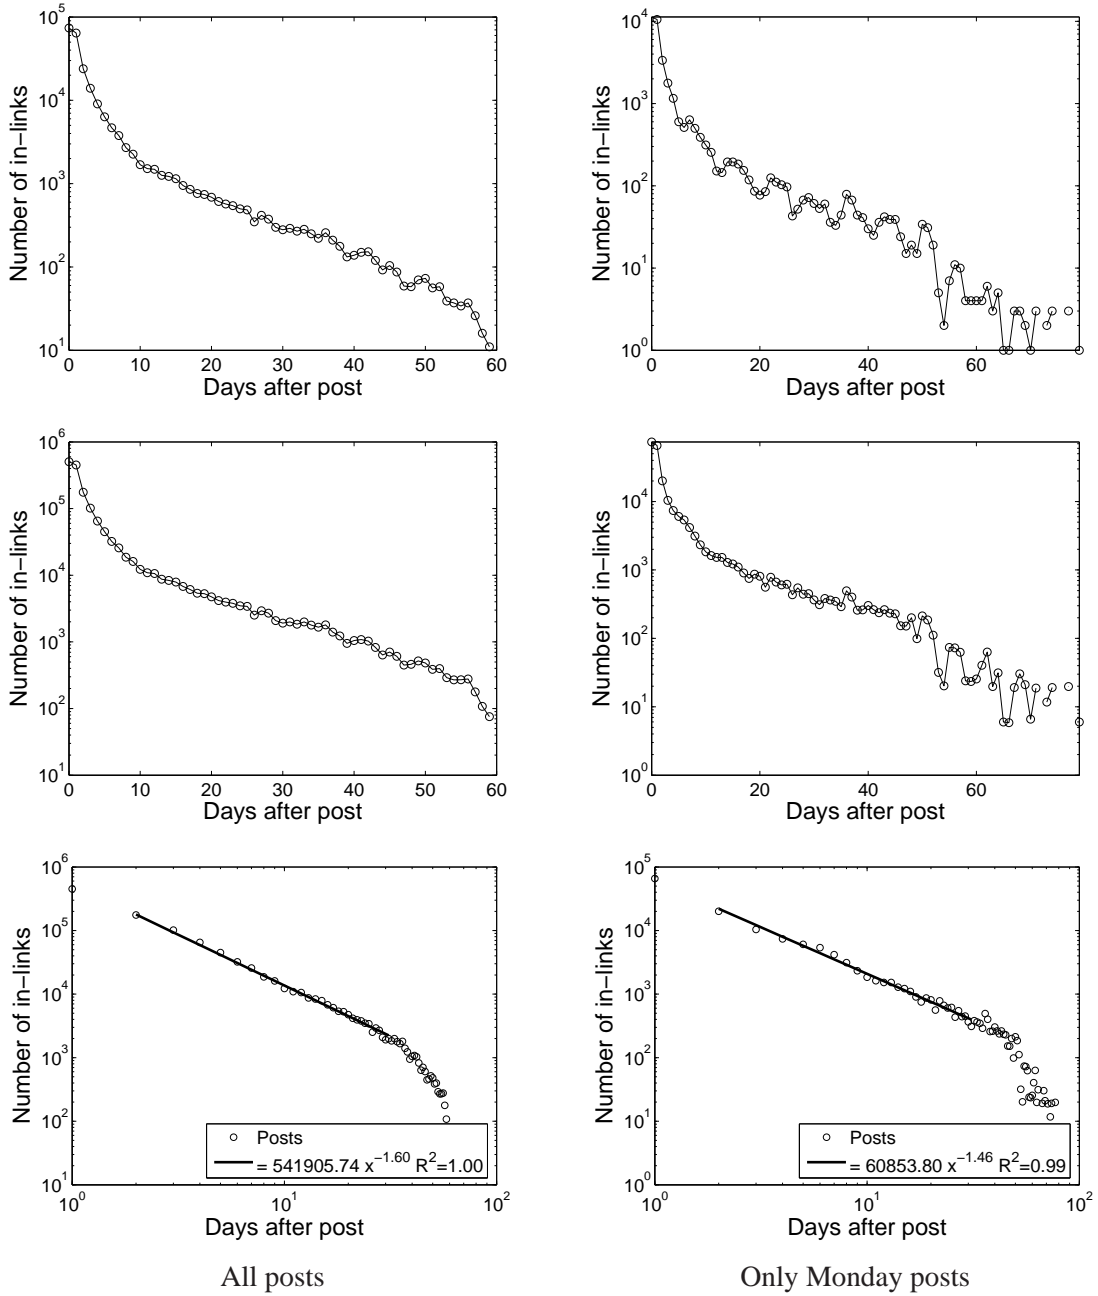 10^5
10^4
10^3
10^2
10^1
Number of in−links
0 10 20 30 40 50 60
Days after post
10^4
10^3
10^2
10^1
10^0
Number of in−links
0 20 40 60
Days after post
10^6
10^5
10^4
10^3
10^2
10^1
Number of in−links
0 10 20 30 40 50 60
Days after post
10^4
10^3
10^2
10^1
10^0
Number of in−links
0 20 40 60
Days after post
10^6
10^5
10^4
10^3
10^2
10^1
Number of in−links
Posts
= 541905.74 x^−1.60 R^2=1.00
10^0 10^1 10^2
Days after post
10^5
10^4
10^3
10^2
10^1
10^0
Number of in−links
Posts
= 60853.80 x^−1.46 R^2=0.99
10^0 10^1 10^2
Days after post
All posts
Only Monday posts